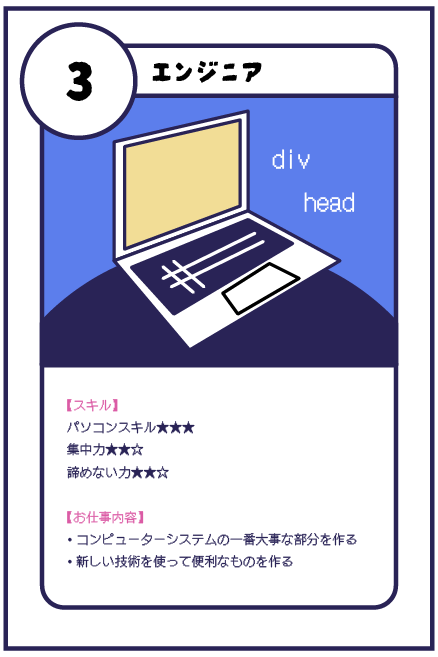 3
エンジニア
div
head
【スキル】
パソコンスキル★★★
集中力★★☆
諦めない力★★☆
【お仕事内容】
・コンピューターシステムの一番大事な部分を作る
・新しい技術を使って便利なものを作る